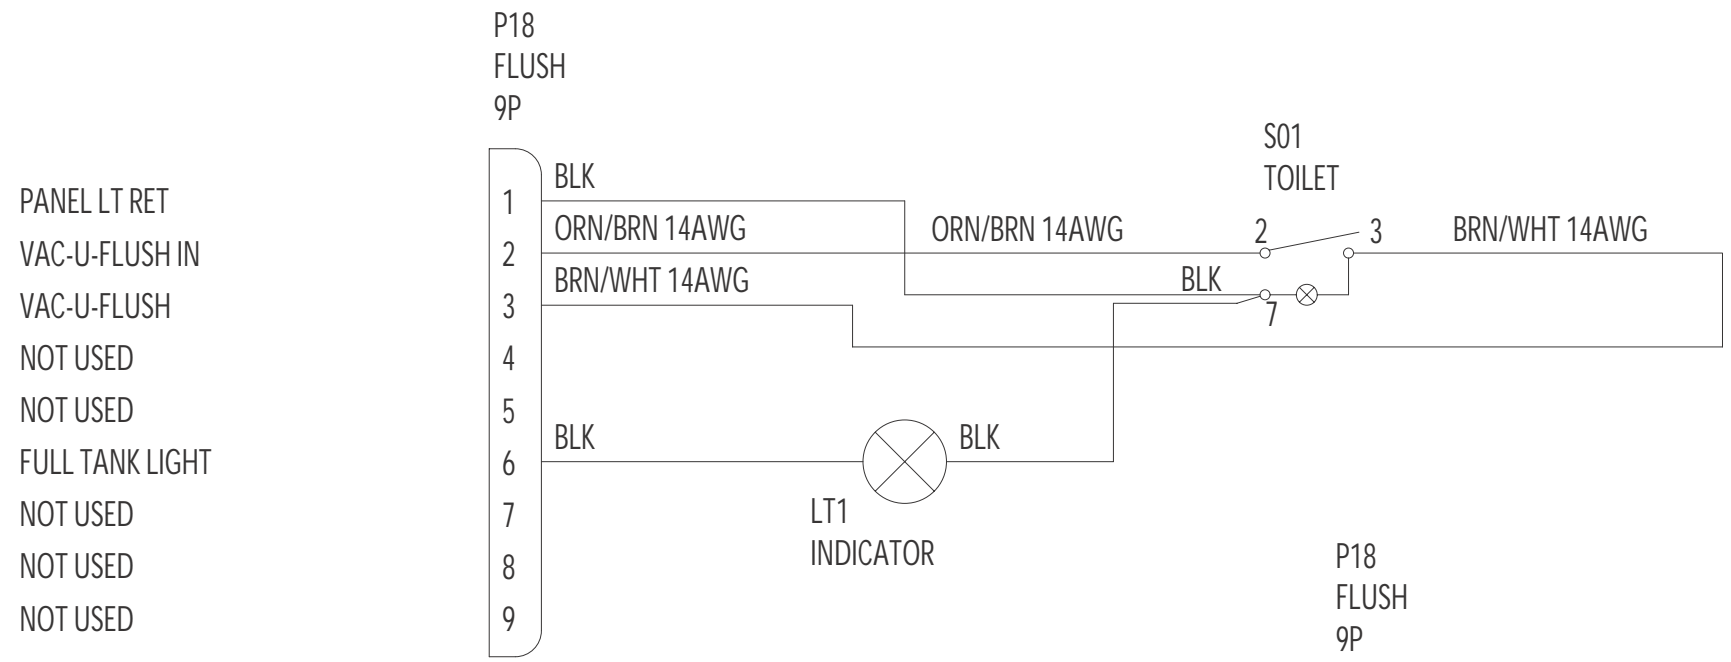 P18
FLUSH
9P
S01
TOILET
BLK
PANEL LT RET 1
ORN/BRN 14AWG ORN/BRN 14AWG 2 3 BRN/WHT 14AWG
VAC-U-FLUSH IN 2
BRN/WHT 14AWG BLK
VAC-U-FLUSH 3 7
NOT USED 4
NOT USED 5
BLK BLK
FULL TANK LIGHT 6
NOT USED 7 LT1
INDICATOR
NOT USED 8
NOT USED 9
P18
FLUSH
9P